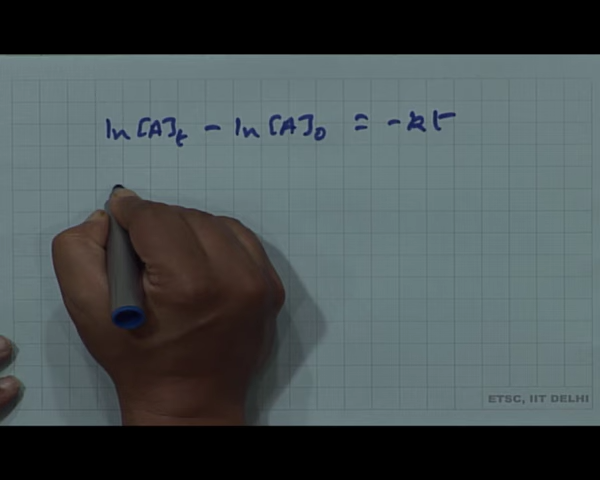 ln[A]t - ln[A]0 = -kt
ETSC, IIT DELHI